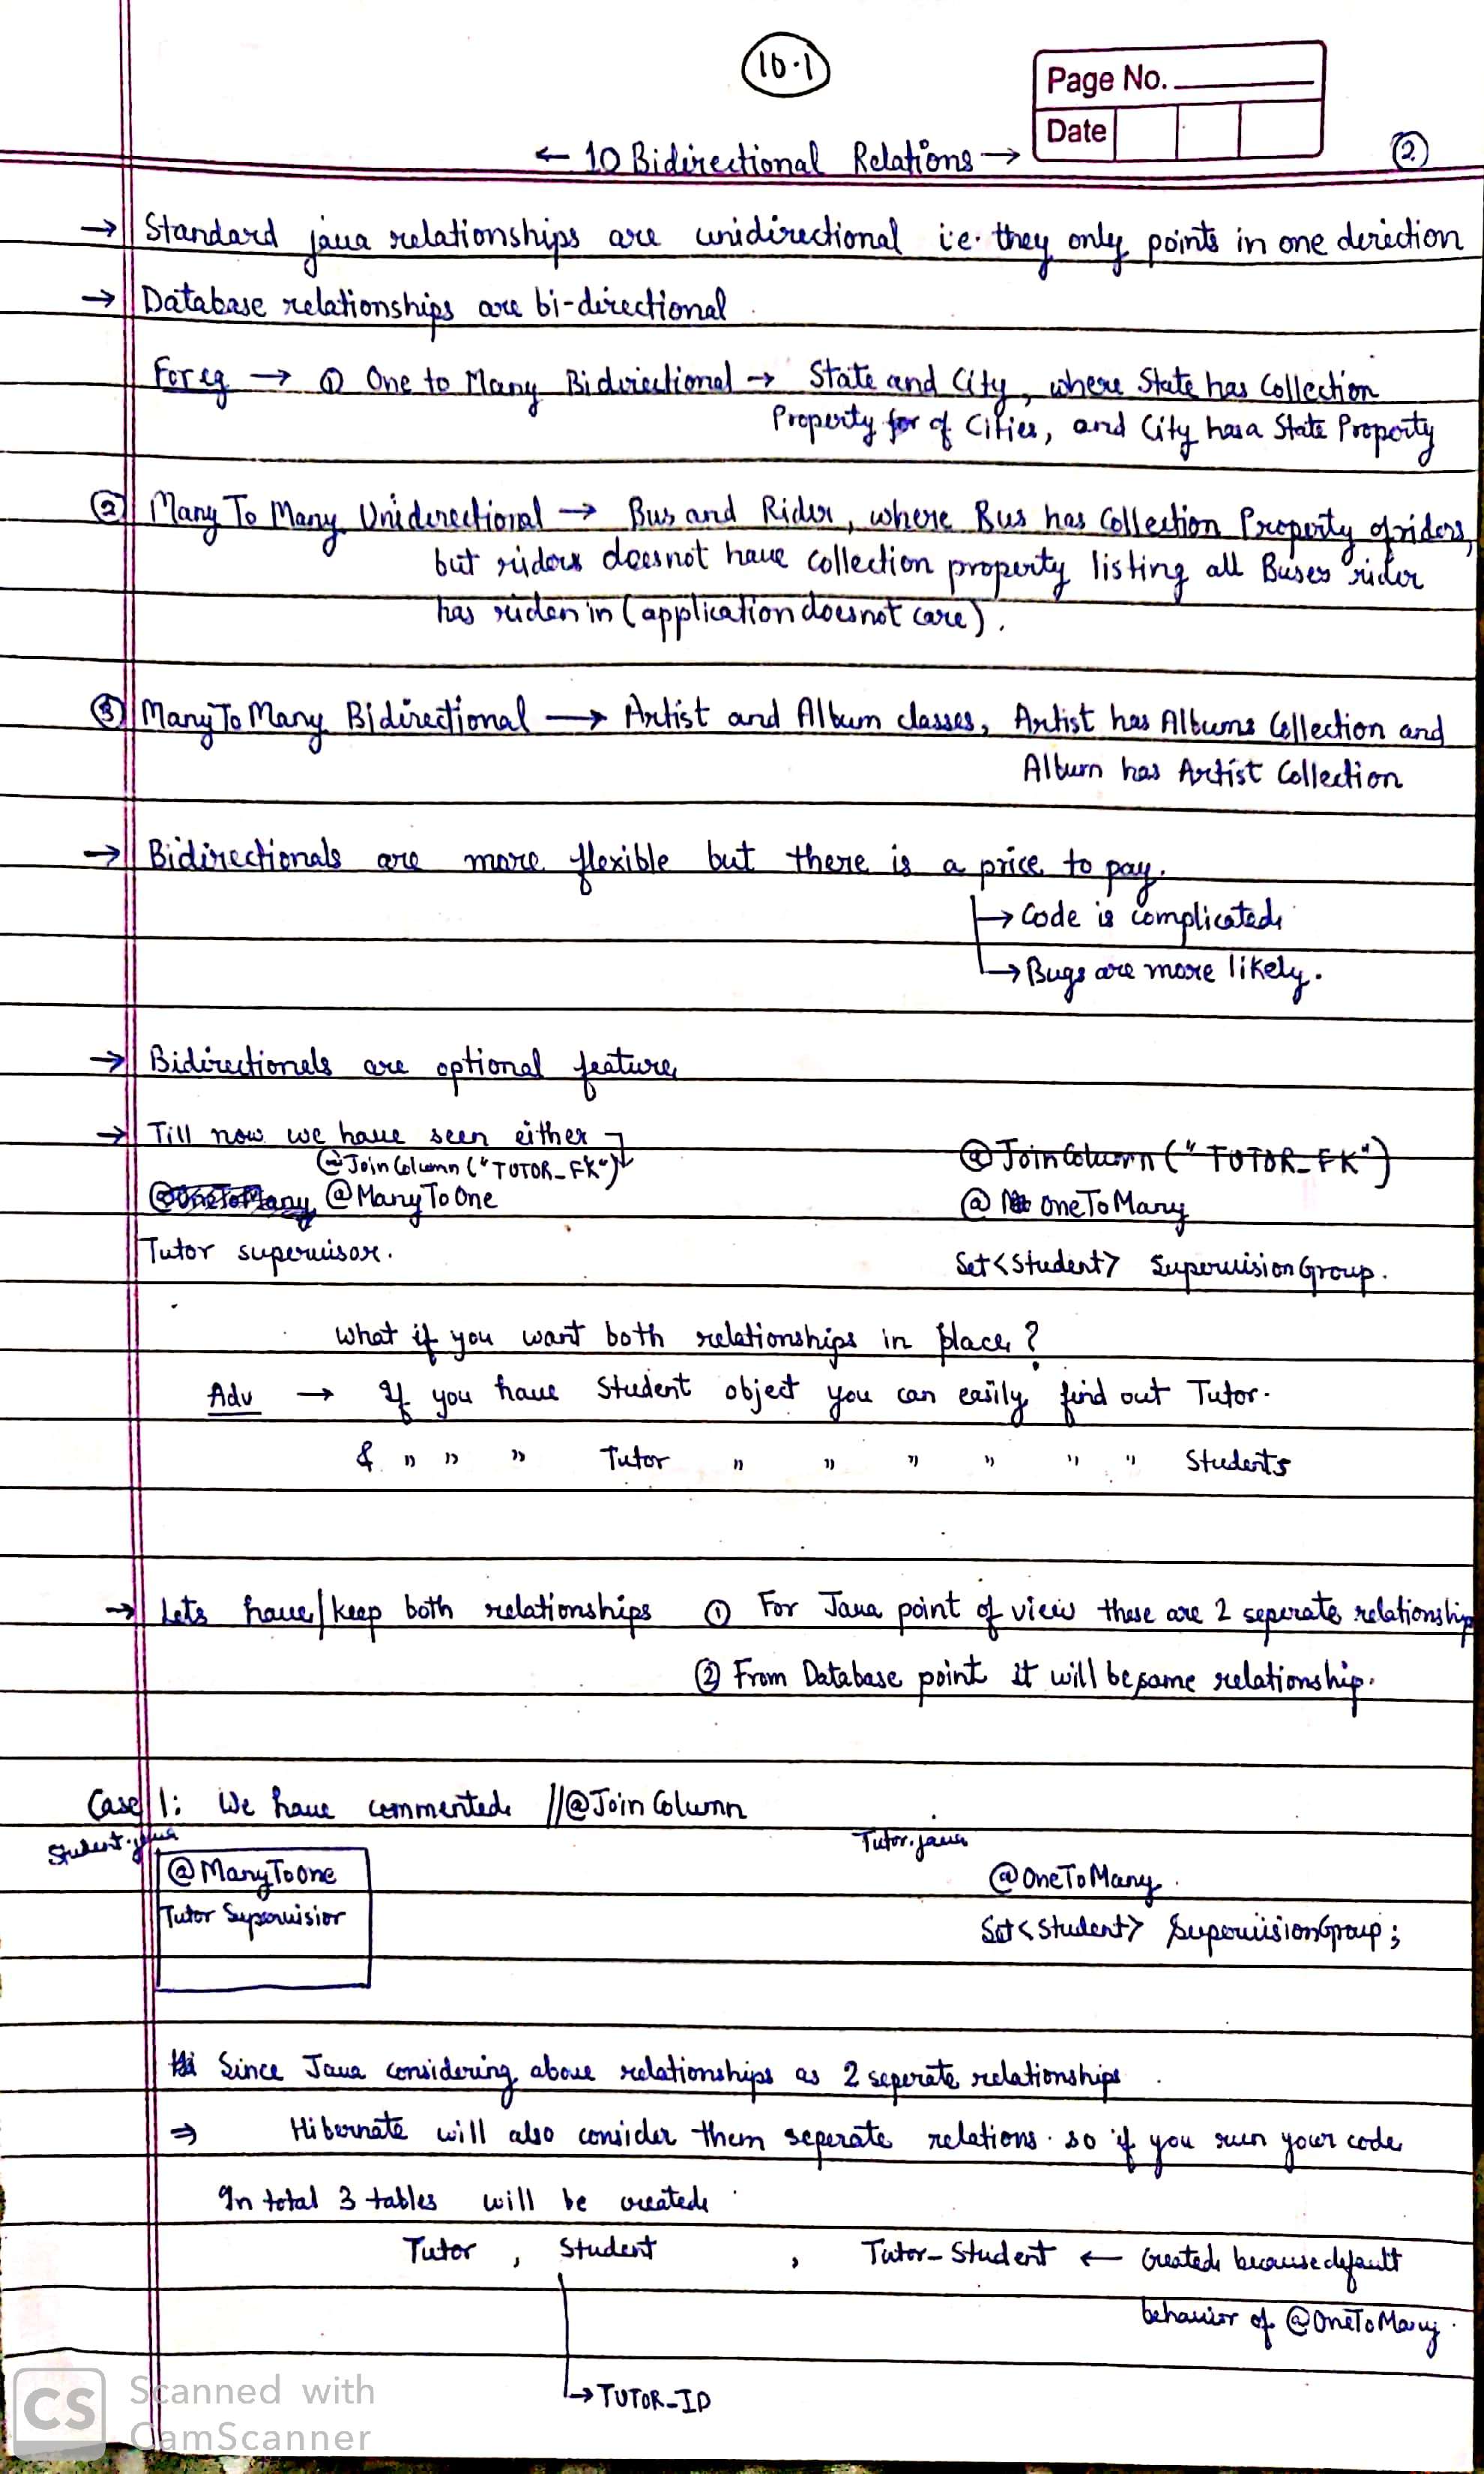 10.1
Page No.
Date
← 10 Bidirectional Relations →
2
→ Standard java relationships are unidirectional i.e. they only points in one derection
→ Database relationships are bi-directional
For eg → ① One to Many Bidirectional → State and City, where State has Collection
Property for of Cities, and City has a State Property
② Many To Many Uniderectional → Bus and Rider, where Bus has Collection Property of riders,
but riders doesnot have collection property listing all Buses rider
has riden in (application doesnot care).
③ Many To Many Bidirectional → Artist and Album classes, Artist has Albums Collection and
Album has Artist Collection
→ Bidirectionals are more flexible but there is a price to pay.
→ Code is complicated
→ Bugs are more likely.
→ Bidirectionals are optional feature
→ Till now we have seen either
@JoinColumn ("TUTOR_FK")
@JoinColumn ("TUTOR_FK")
@OneToMany @ManyToOne
@ OneToMany
Tutor supervisor.
Set<Student> SupervisionGroup.
What if you want both relationships in place?
Adv → If you have Student object you can easily find out Tutor.
& " " " Tutor " " " " " " Students
→ Lets have/keep both relationships ① For Java point of view these are 2 seperate relationship
② From Database point it will be same relationship.
Case 1: We have commented //@Join Column
Student.java
Tutor.java
@ManyToOne
@OneToMany
Tutor Supervisior
Set<Student> SupervisionGroup;
Since Java considering above relationships as 2 seperate relationships
⇒ Hibernate will also consider them seperate relations. so if you run your code
In total 3 tables will be created
Tutor , Student , Tutor-Student ← Created because default
behavior of @OneToMany.
→ TUTOR_ID
CS
Scanned with
CamScanner